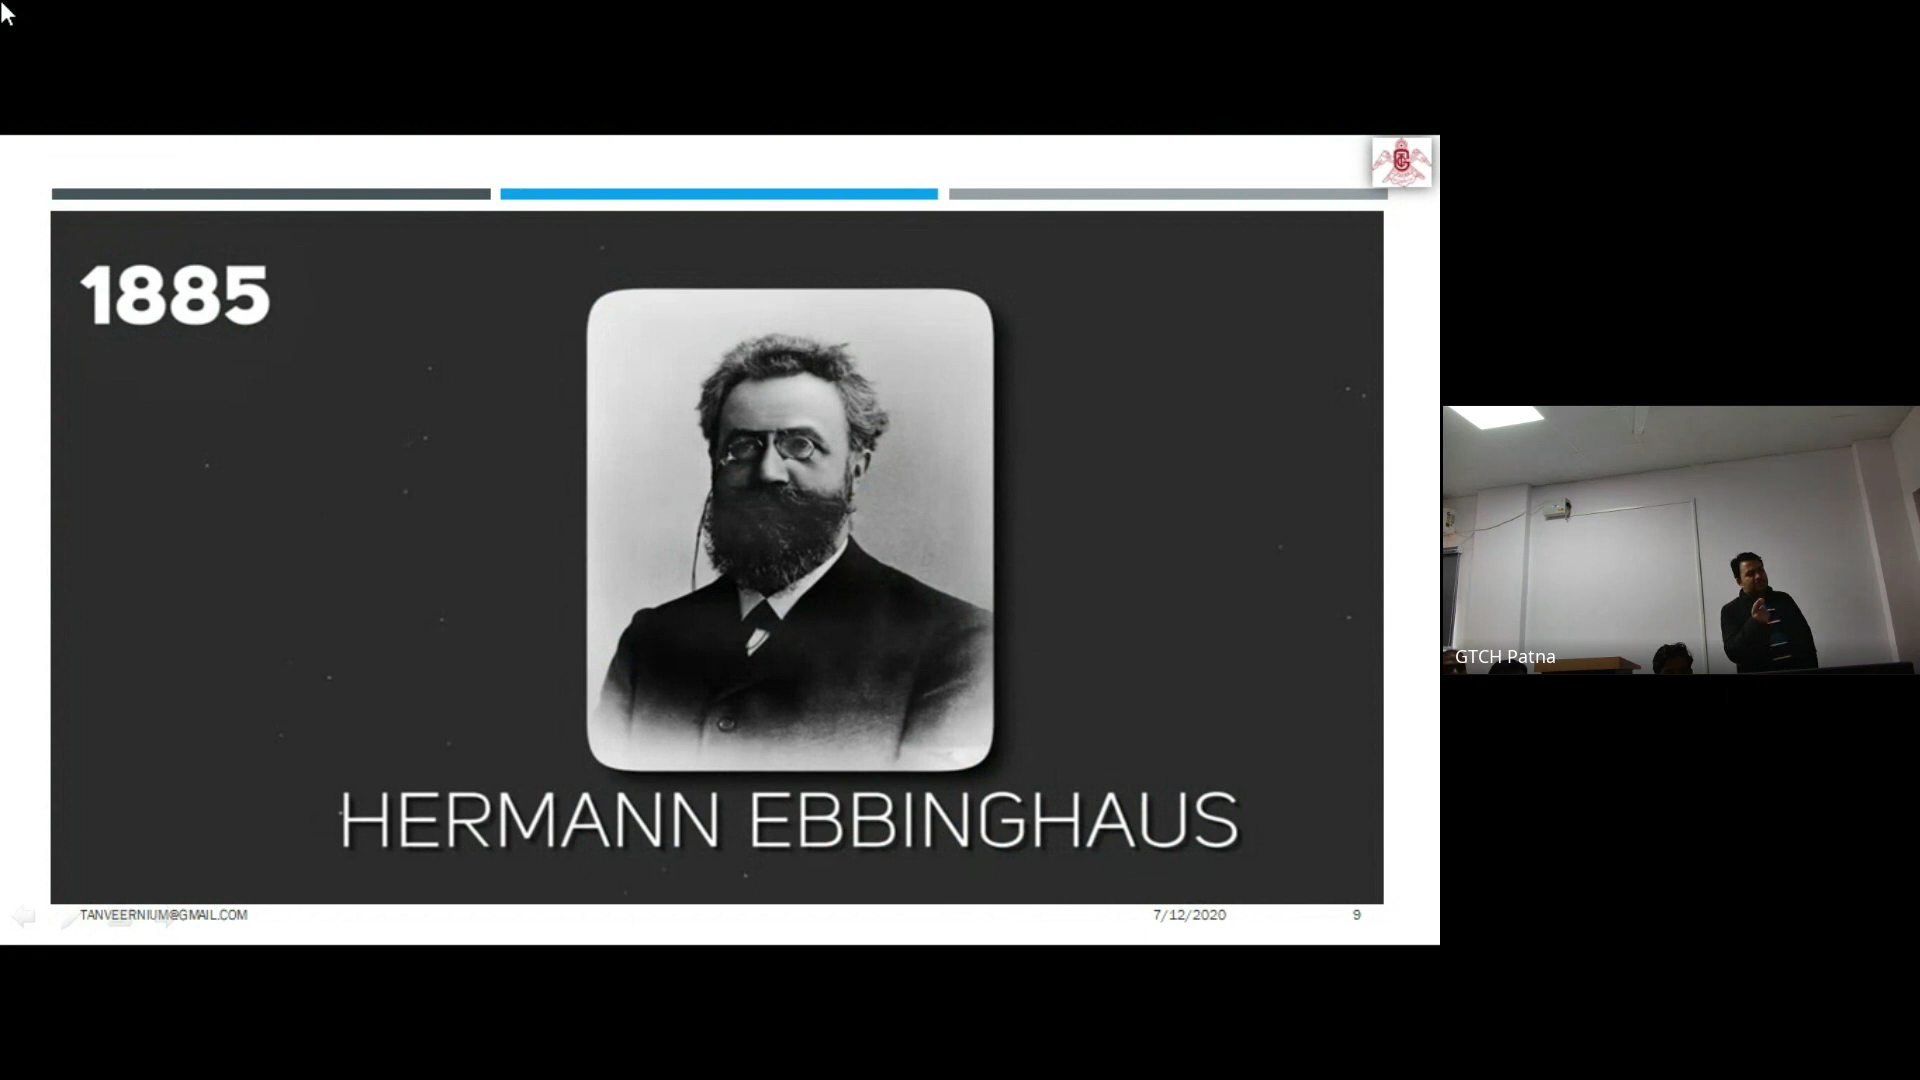 1885
HERMANN EBBINGHAUS
TANVEERNIUM@GMAIL.COM
7/12/2020
9
GTCH Patna